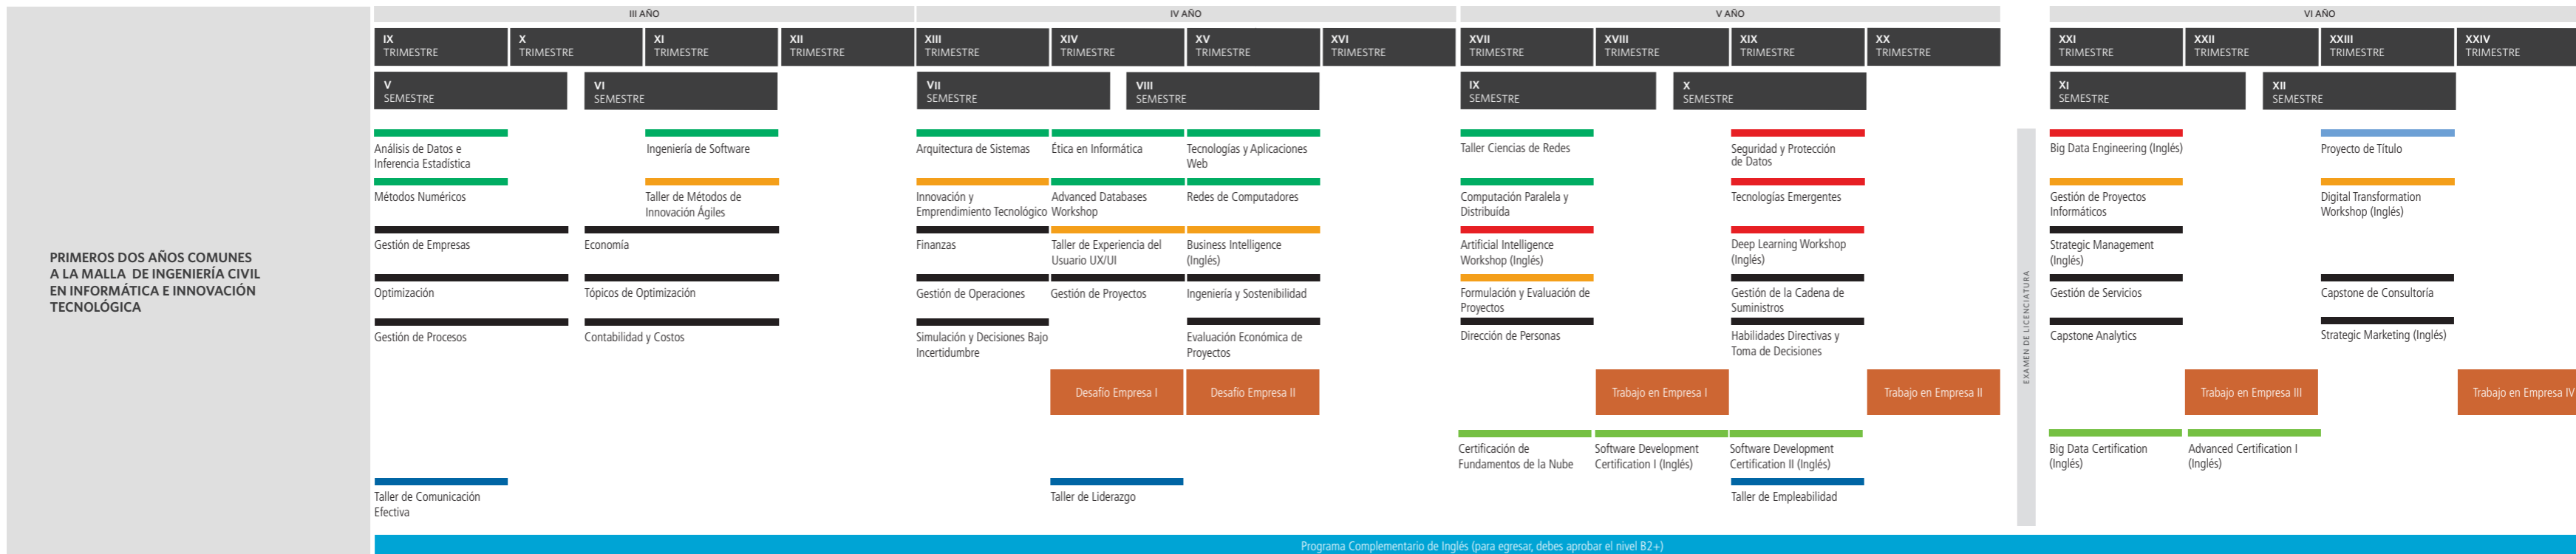 PRIMEROS DOS AÑOS COMUNES
A LA MALLA DE INGENIERÍA CIVIL
EN INFORMÁTICA E INNOVACIÓN
TECNOLÓGICA
III AÑO
IV AÑO
V AÑO
VI AÑO
IX
TRIMESTRE
X
TRIMESTRE
XI
TRIMESTRE
XII
TRIMESTRE
XIII
TRIMESTRE
XIV
TRIMESTRE
XV
TRIMESTRE
XVI
TRIMESTRE
XVII
TRIMESTRE
XVIII
TRIMESTRE
XIX
TRIMESTRE
XX
TRIMESTRE
XXI
TRIMESTRE
XXII
TRIMESTRE
XXIII
TRIMESTRE
XXIV
TRIMESTRE
V
SEMESTRE
VI
SEMESTRE
VII
SEMESTRE
VIII
SEMESTRE
IX
SEMESTRE
X
SEMESTRE
XI
SEMESTRE
XII
SEMESTRE
Análisis de Datos e
Inferencia Estadística
Ingeniería de Software
Arquitectura de Sistemas
Ética en Informática
Tecnologías y Aplicaciones
Web
Taller Ciencias de Redes
Seguridad y Protección
de Datos
Big Data Engineering (Inglés)
Proyecto de Título
Métodos Numéricos
Taller de Métodos de
Innovación Ágiles
Innovación y
Emprendimiento Tecnológico
Advanced Databases
Workshop
Redes de Computadores
Computación Paralela y
Distribuída
Tecnologías Emergentes
Gestión de Proyectos
Informáticos
Digital Transformation
Workshop (Inglés)
Gestión de Empresas
Economía
Finanzas
Taller de Experiencia del
Usuario UX/UI
Business Intelligence
(Inglés)
Artificial Intelligence
Workshop (Inglés)
Deep Learning Workshop
(Inglés)
Strategic Management
(Inglés)
Optimización
Tópicos de Optimización
Gestión de Operaciones
Gestión de Proyectos
Ingeniería y Sostenibilidad
Formulación y Evaluación de
Proyectos
Gestión de la Cadena de
Suministros
Gestión de Servicios
Capstone de Consultoría
Gestión de Procesos
Contabilidad y Costos
Simulación y Decisiones Bajo
Incertidumbre
Evaluación Económica de
Proyectos
Dirección de Personas
Habilidades Directivas y
Toma de Decisiones
Capstone Analytics
Strategic Marketing (Inglés)
EXAMEN DE LICENCIATURA
Desafío Empresa I
Desafío Empresa II
Trabajo en Empresa I
Trabajo en Empresa II
Trabajo en Empresa III
Trabajo en Empresa IV
Certificación de
Fundamentos de la Nube
Software Development
Certification I (Inglés)
Software Development
Certification II (Inglés)
Big Data Certification
(Inglés)
Advanced Certification I
(Inglés)
Taller de Comunicación
Efectiva
Taller de Liderazgo
Taller de Empleabilidad
Programa Complementario de Inglés (para egresar, debes aprobar el nivel B2+)